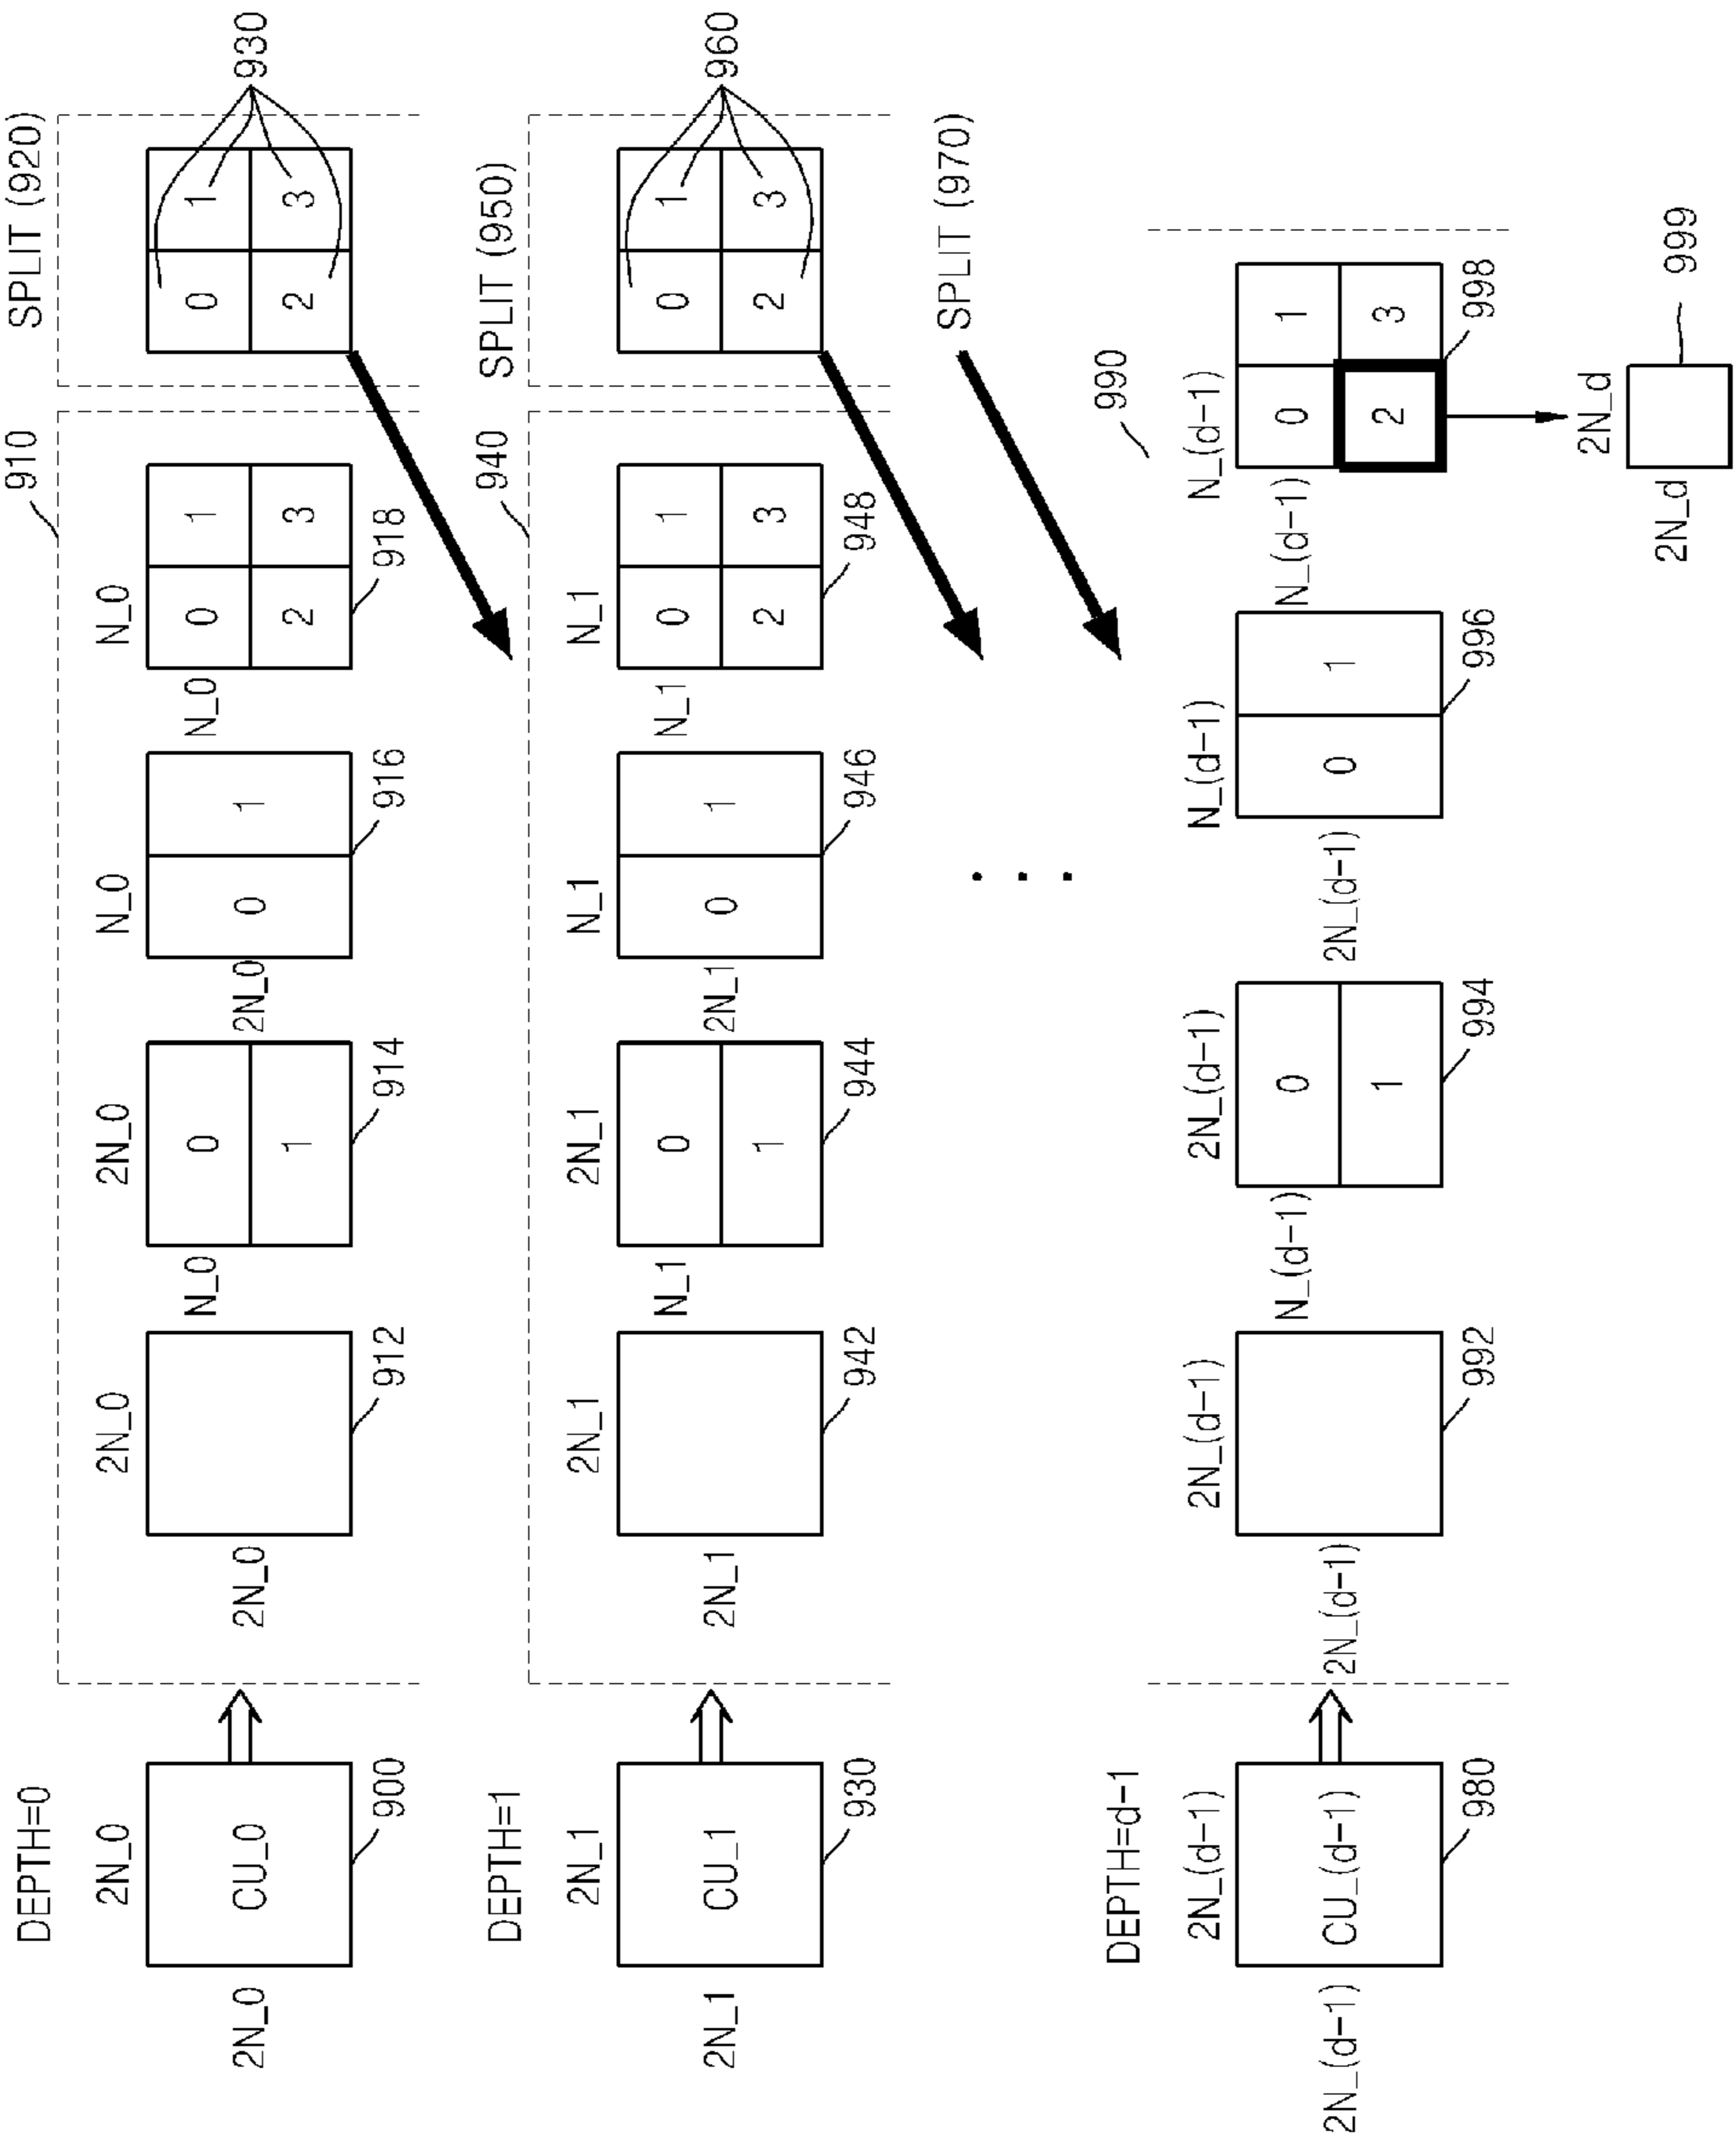 DEPTH=0
910
SPLIT (920)
2N_0 2N_0 2N_0 N_0 N_0
2N_0 CU_0 2N_0 N_0 0 1 2N_0 0 1 N_0 0 1 2 3 0 1 2 3 930
900 912 914 916 918
DEPTH=1
940
SPLIT (950)
2N_1 2N_1 2N_1 N_1 N_1
2N_1 CU_1 2N_1 N_1 0 1 2N_1 0 1 N_1 0 1 2 3 0 1 2 3 960
930 942 944 946 948
SPLIT (970)
. . .
DEPTH=d-1
990
2N_(d-1) 2N_(d-1) 2N_(d-1) N_(d-1) N_(d-1)
2N_(d-1) CU_(d-1) 2N_(d-1) N_(d-1) 0 1 2N_(d-1) 0 1 N_(d-1) 0 1 2 3
980 992 994 996 998
2N_d
2N_d 999